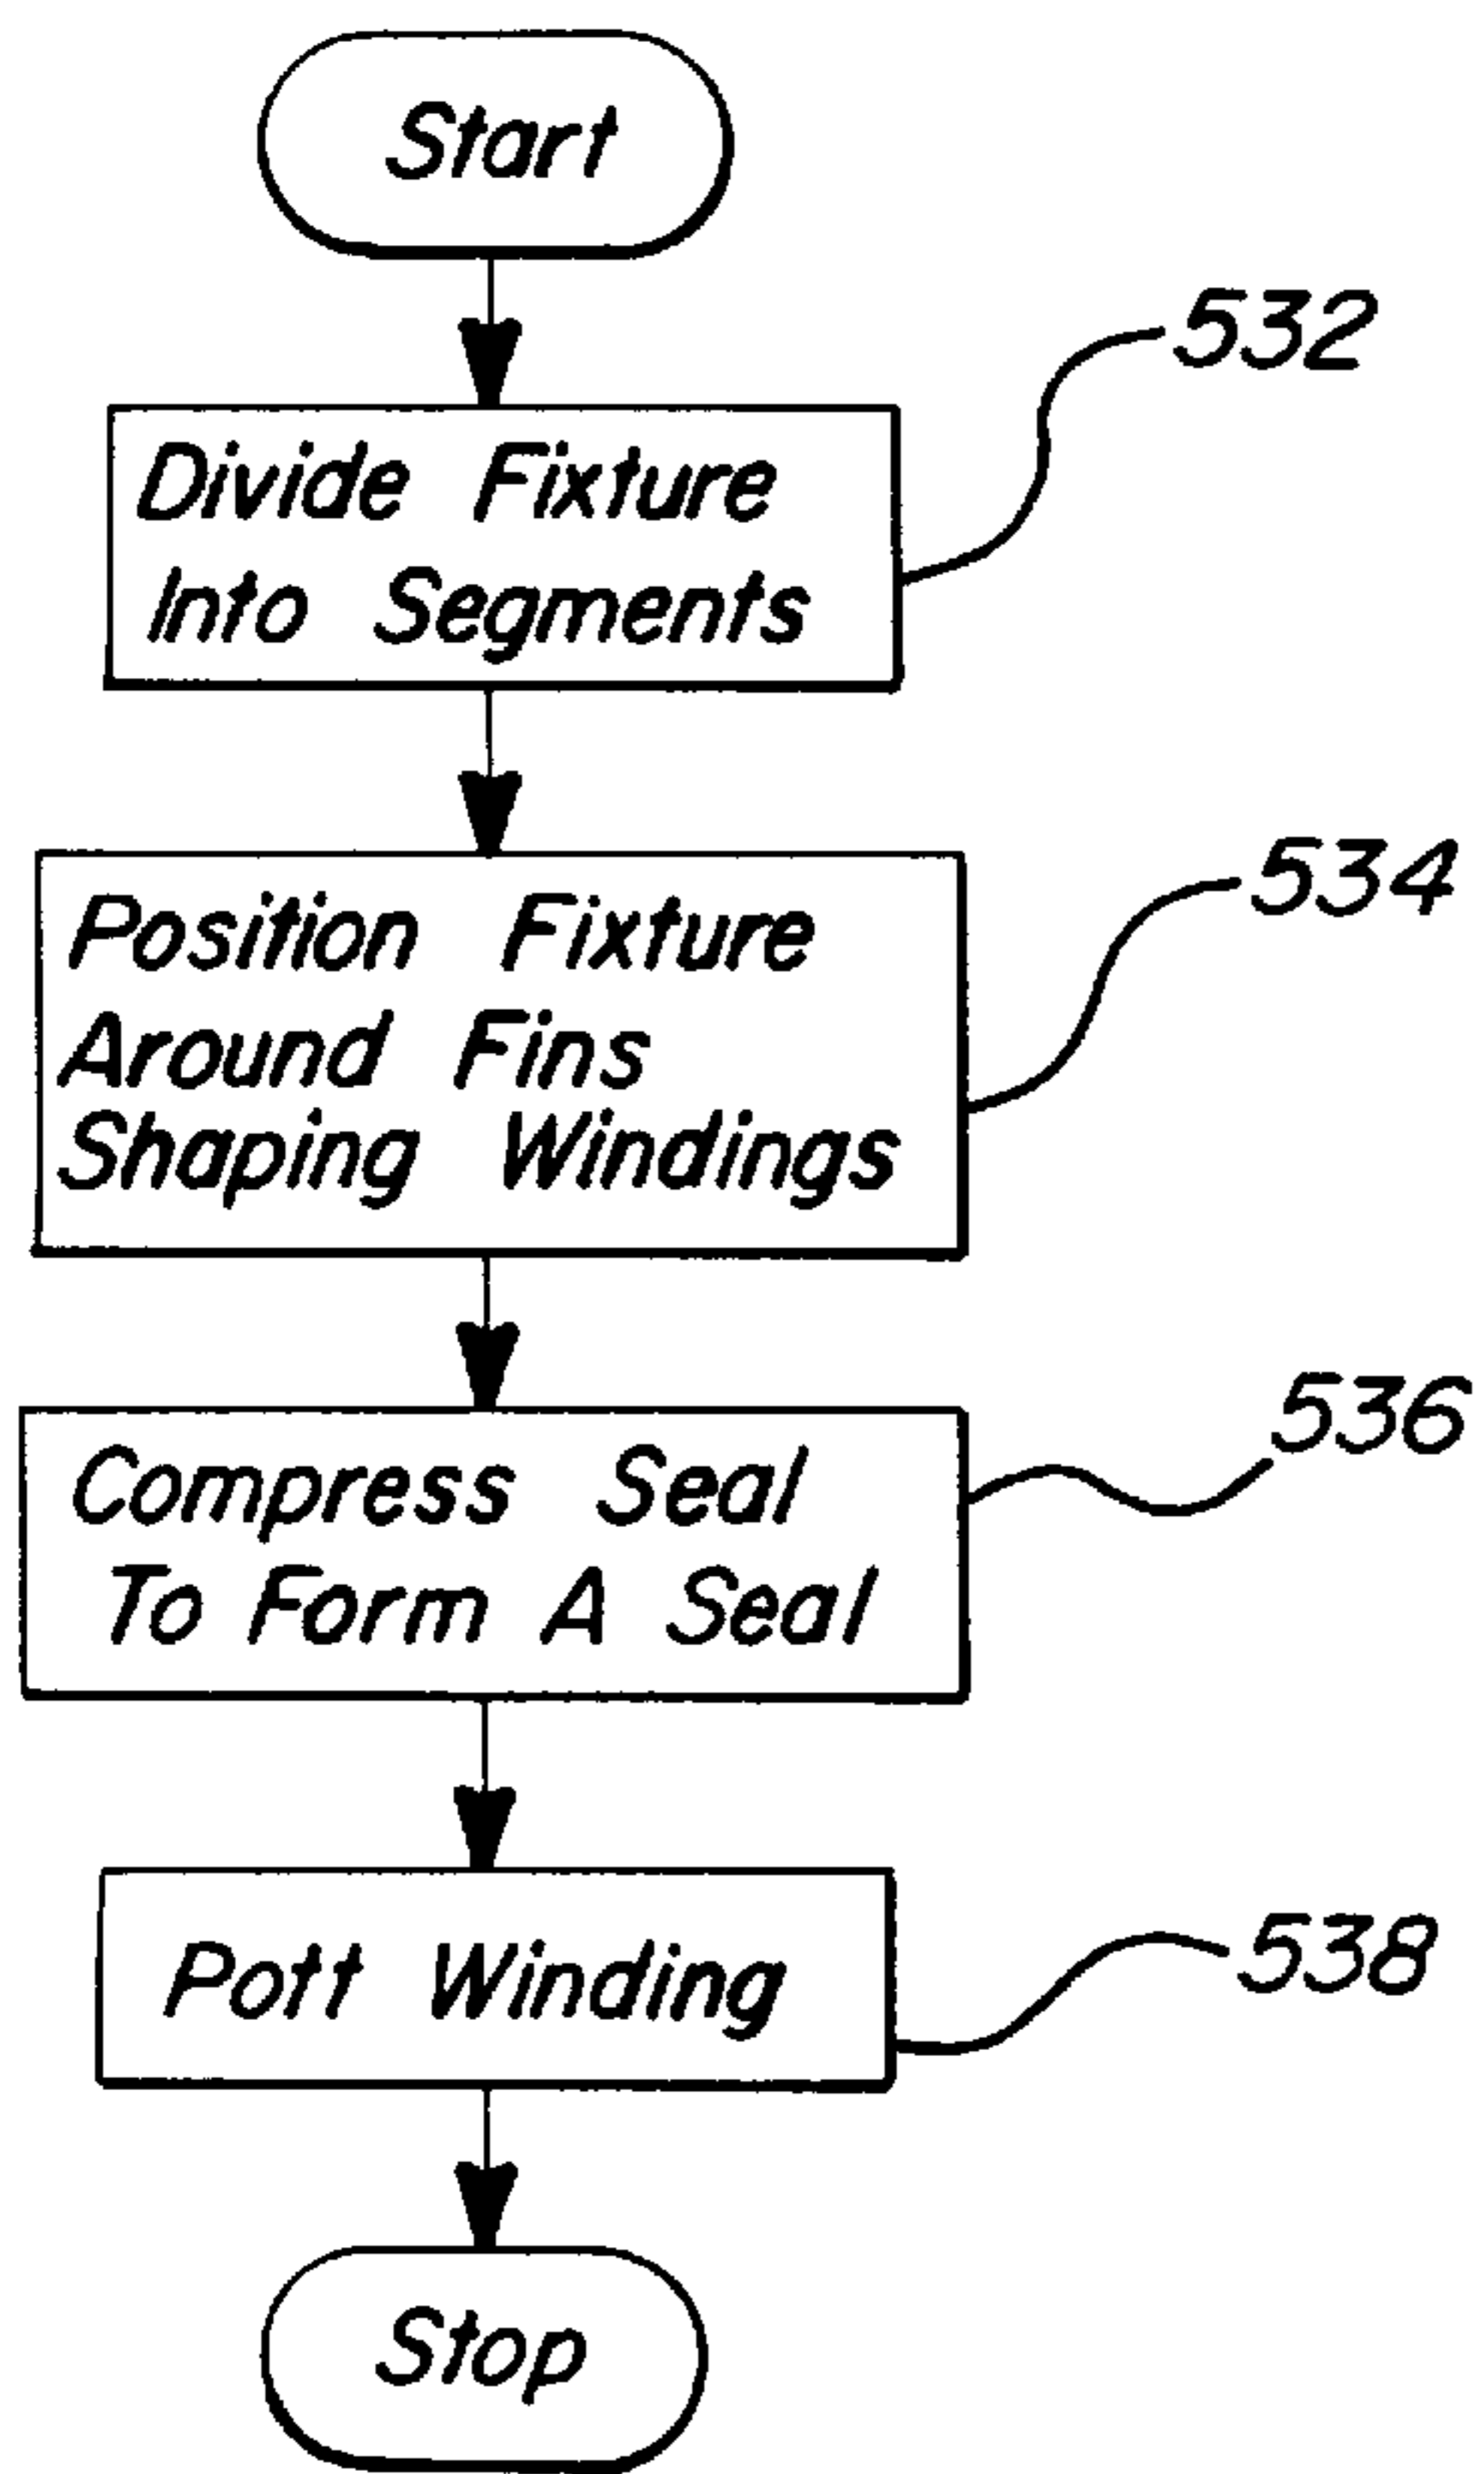 Start
532
Divide Fixture
Into Segments
534
Position Fixture
Around Fins
Shaping Windings
536
Compress Seal
To Form A Seal
538
Pott Winding
Stop